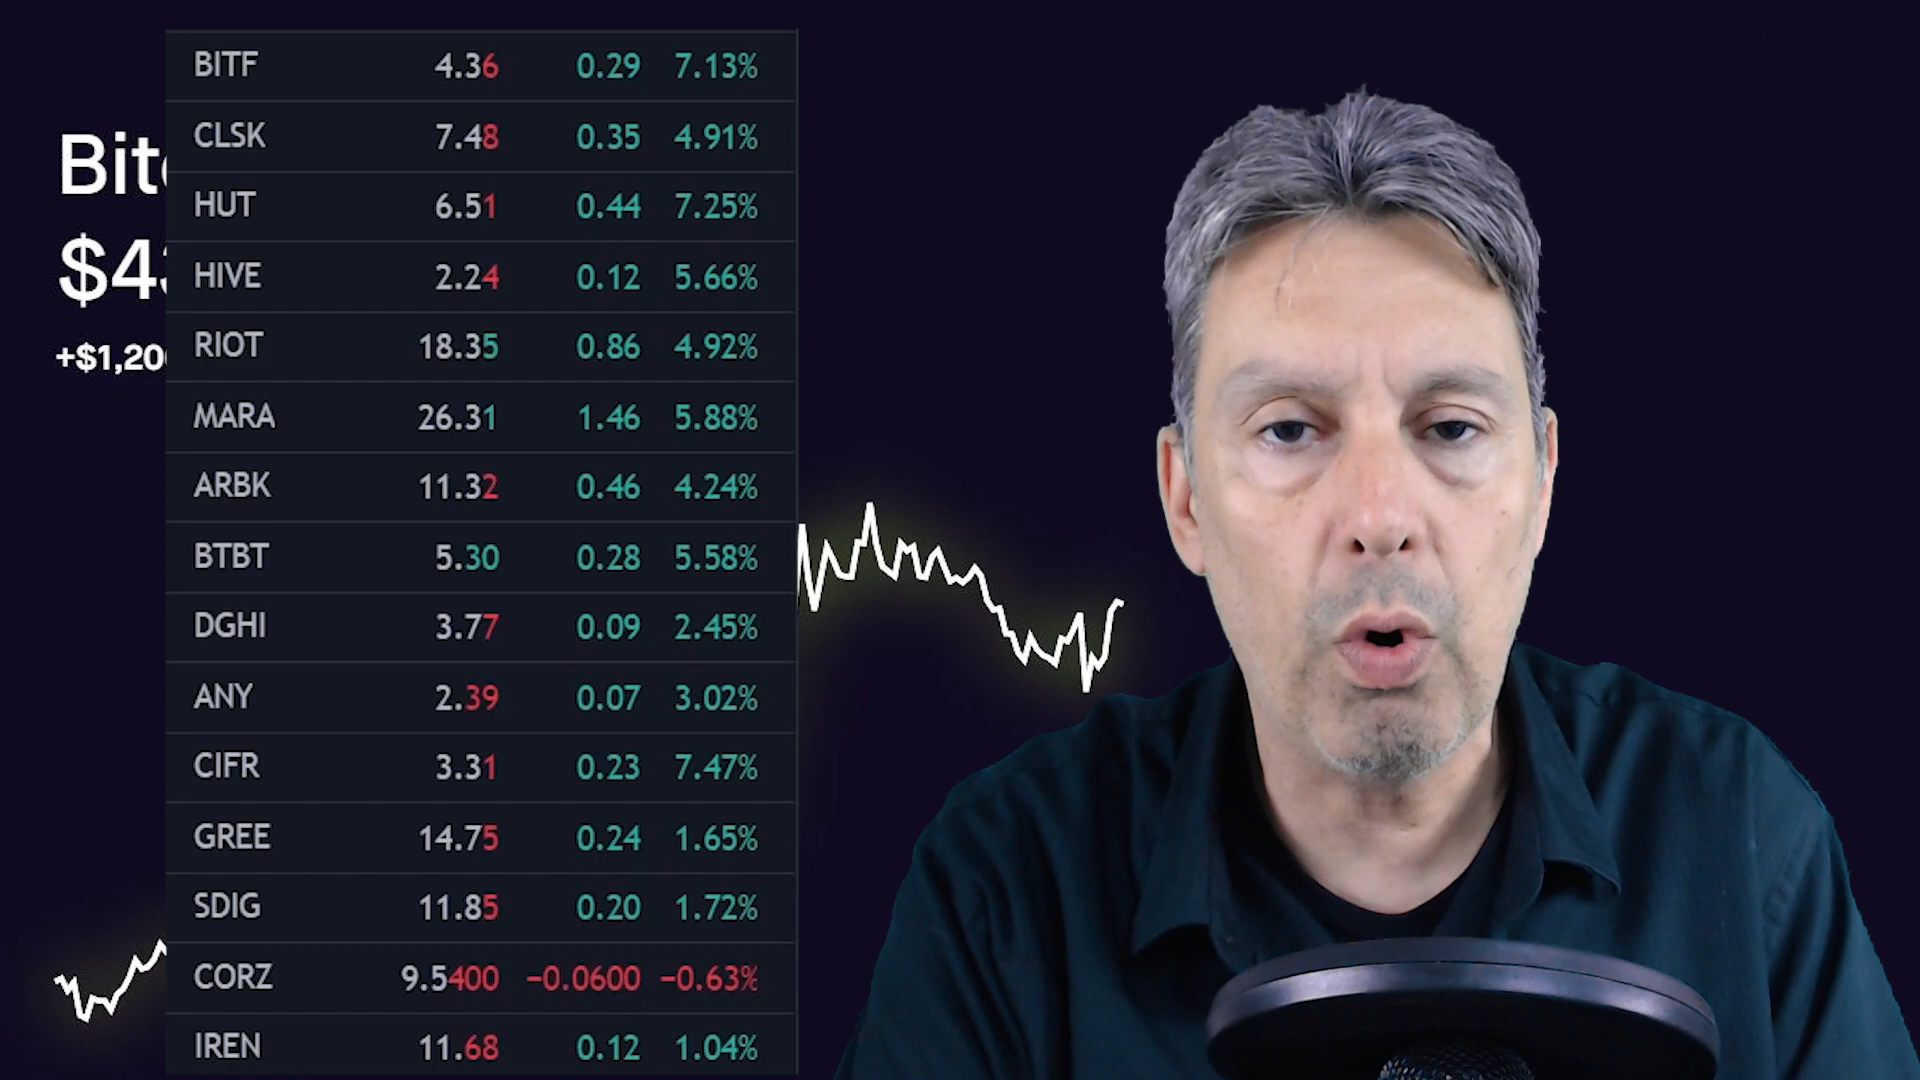 Bit
$43
+$1,20
BITF 4.36 0.29 7.13%
CLSK 7.48 0.35 4.91%
HUT 6.51 0.44 7.25%
HIVE 2.24 0.12 5.66%
RIOT 18.35 0.86 4.92%
MARA 26.31 1.46 5.88%
ARBK 11.32 0.46 4.24%
BTBT 5.30 0.28 5.58%
DGHI 3.77 0.09 2.45%
ANY 2.39 0.07 3.02%
CIFR 3.31 0.23 7.47%
GREE 14.75 0.24 1.65%
SDIG 11.85 0.20 1.72%
CORZ 9.5400 −0.0600 −0.63%
IREN 11.68 0.12 1.04%